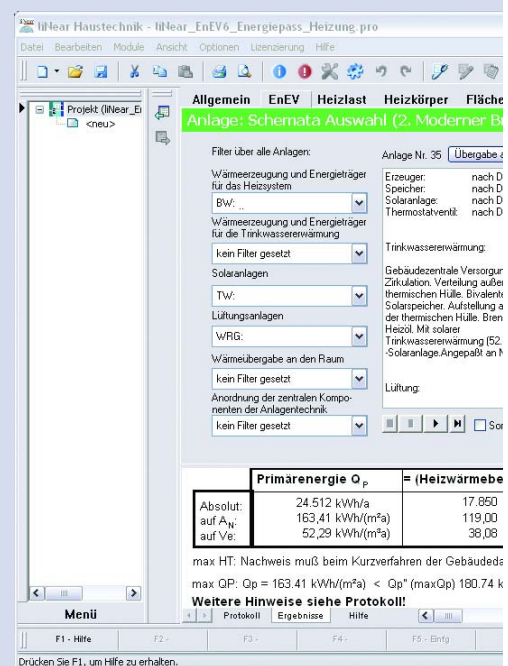 liNear Haustechnik - liNear_EnEV6_Energiepass_Heizung.pro
Datei Bearbeiten Module Ansicht Optionen Lizenzierung Hilfe
Projekt (liNear_En
<neu>
Allgemein EnEV Heizlast Heizkörper Fläche
Anlage: Schemata Auswahl (2. Moderner Br
Filter über alle Anlagen:
Anlage Nr. 35 Übergabe a
Wärmeerzeugung und Energieträger
für das Heizsystem
BW: _
Wärmeerzeugung und Energieträger
für die Trinkwassererwärmung
kein Filter gesetzt
Solaranlagen
TW:
Lüftungsanlagen
WRG:
Wärmeübergabe an den Raum
kein Filter gesetzt
Anordnung der zentralen Kompo-
nenten der Anlagentechnik
kein Filter gesetzt
Erzeuger: nach D
Speicher: nach D
Solaranlage: nach D
Thermostatventil: nach D
Trinkwassererwärmung:
Gebäudezentrale Versorgun
Zirkulation. Verteilung außer
thermischen Hülle. Bivalente
Solarspeicher. Aufstellung a
der thermischen Hülle. Bren
Heizöl. Mit solarer
Trinkwassererwärmung (52.
-Solaranlage.Angepaßt an N
Lüftung:
Sor
Primärenergie QP = (Heizwärmebe
Absolut: 24.512 kWh/a 17.850
auf AN: 163,41 kWh/(m²a) 119,00
auf Ve: 52,29 kWh/(m³a) 38,08
max HT: Nachweis muß beim Kurzverfahren der Gebäudeda
max QP: Qp = 163.41 kWh/(m²a) < Qp" (maxQp) 180.74 k
Weitere Hinweise siehe Protokoll!
Menü
Protokoll Ergebnisse Hilfe
F1 - Hilfe F2 - F3 - F4 - F5 - Einfg
Drücken Sie F1, um Hilfe zu erhalten.